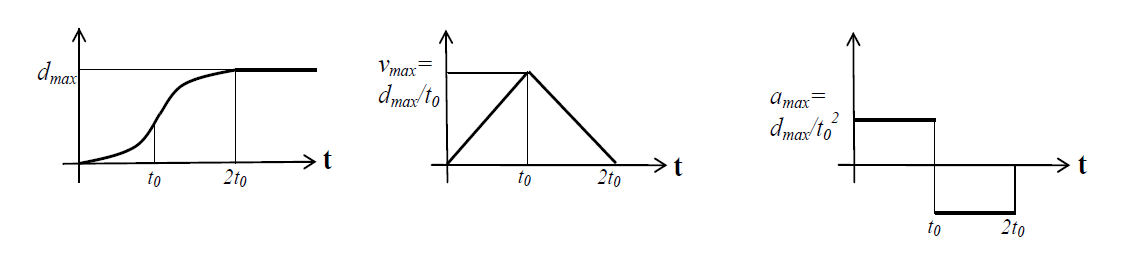 d_max
t_0
2t_0
t
v_max=
d_max/t_0
t_0
2t_0
t
a_max=
d_max/t_0^2
t_0
2t_0
t